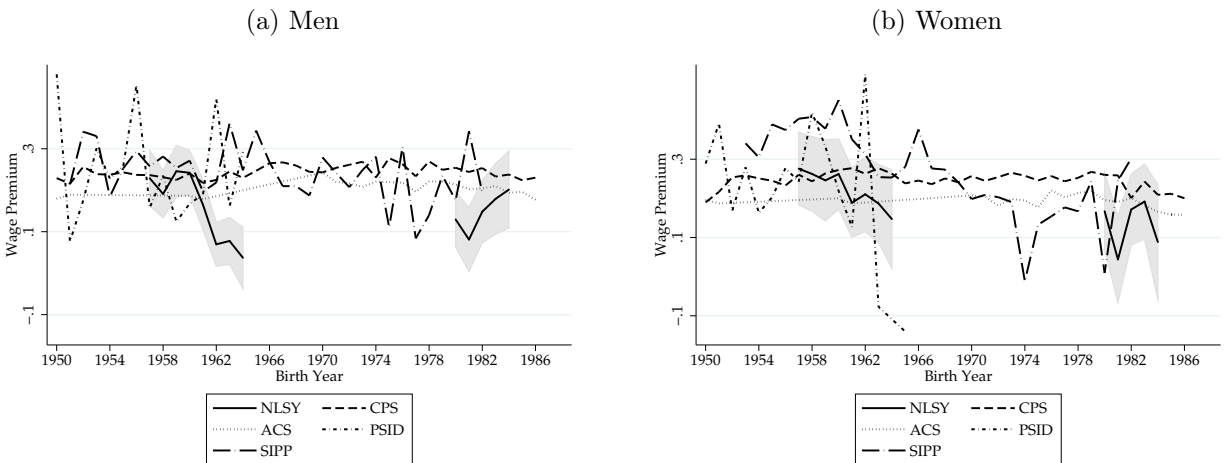 (a) Men
(b) Women
Wage Premium
.3
.1
-.1
1950 1954 1958 1962 1966 1970 1974 1978 1982 1986
Birth Year
NLSY CPS
ACS PSID
SIPP
Wage Premium
.3
.1
-.1
1950 1954 1958 1962 1966 1970 1974 1978 1982 1986
Birth Year
NLSY CPS
ACS PSID
SIPP